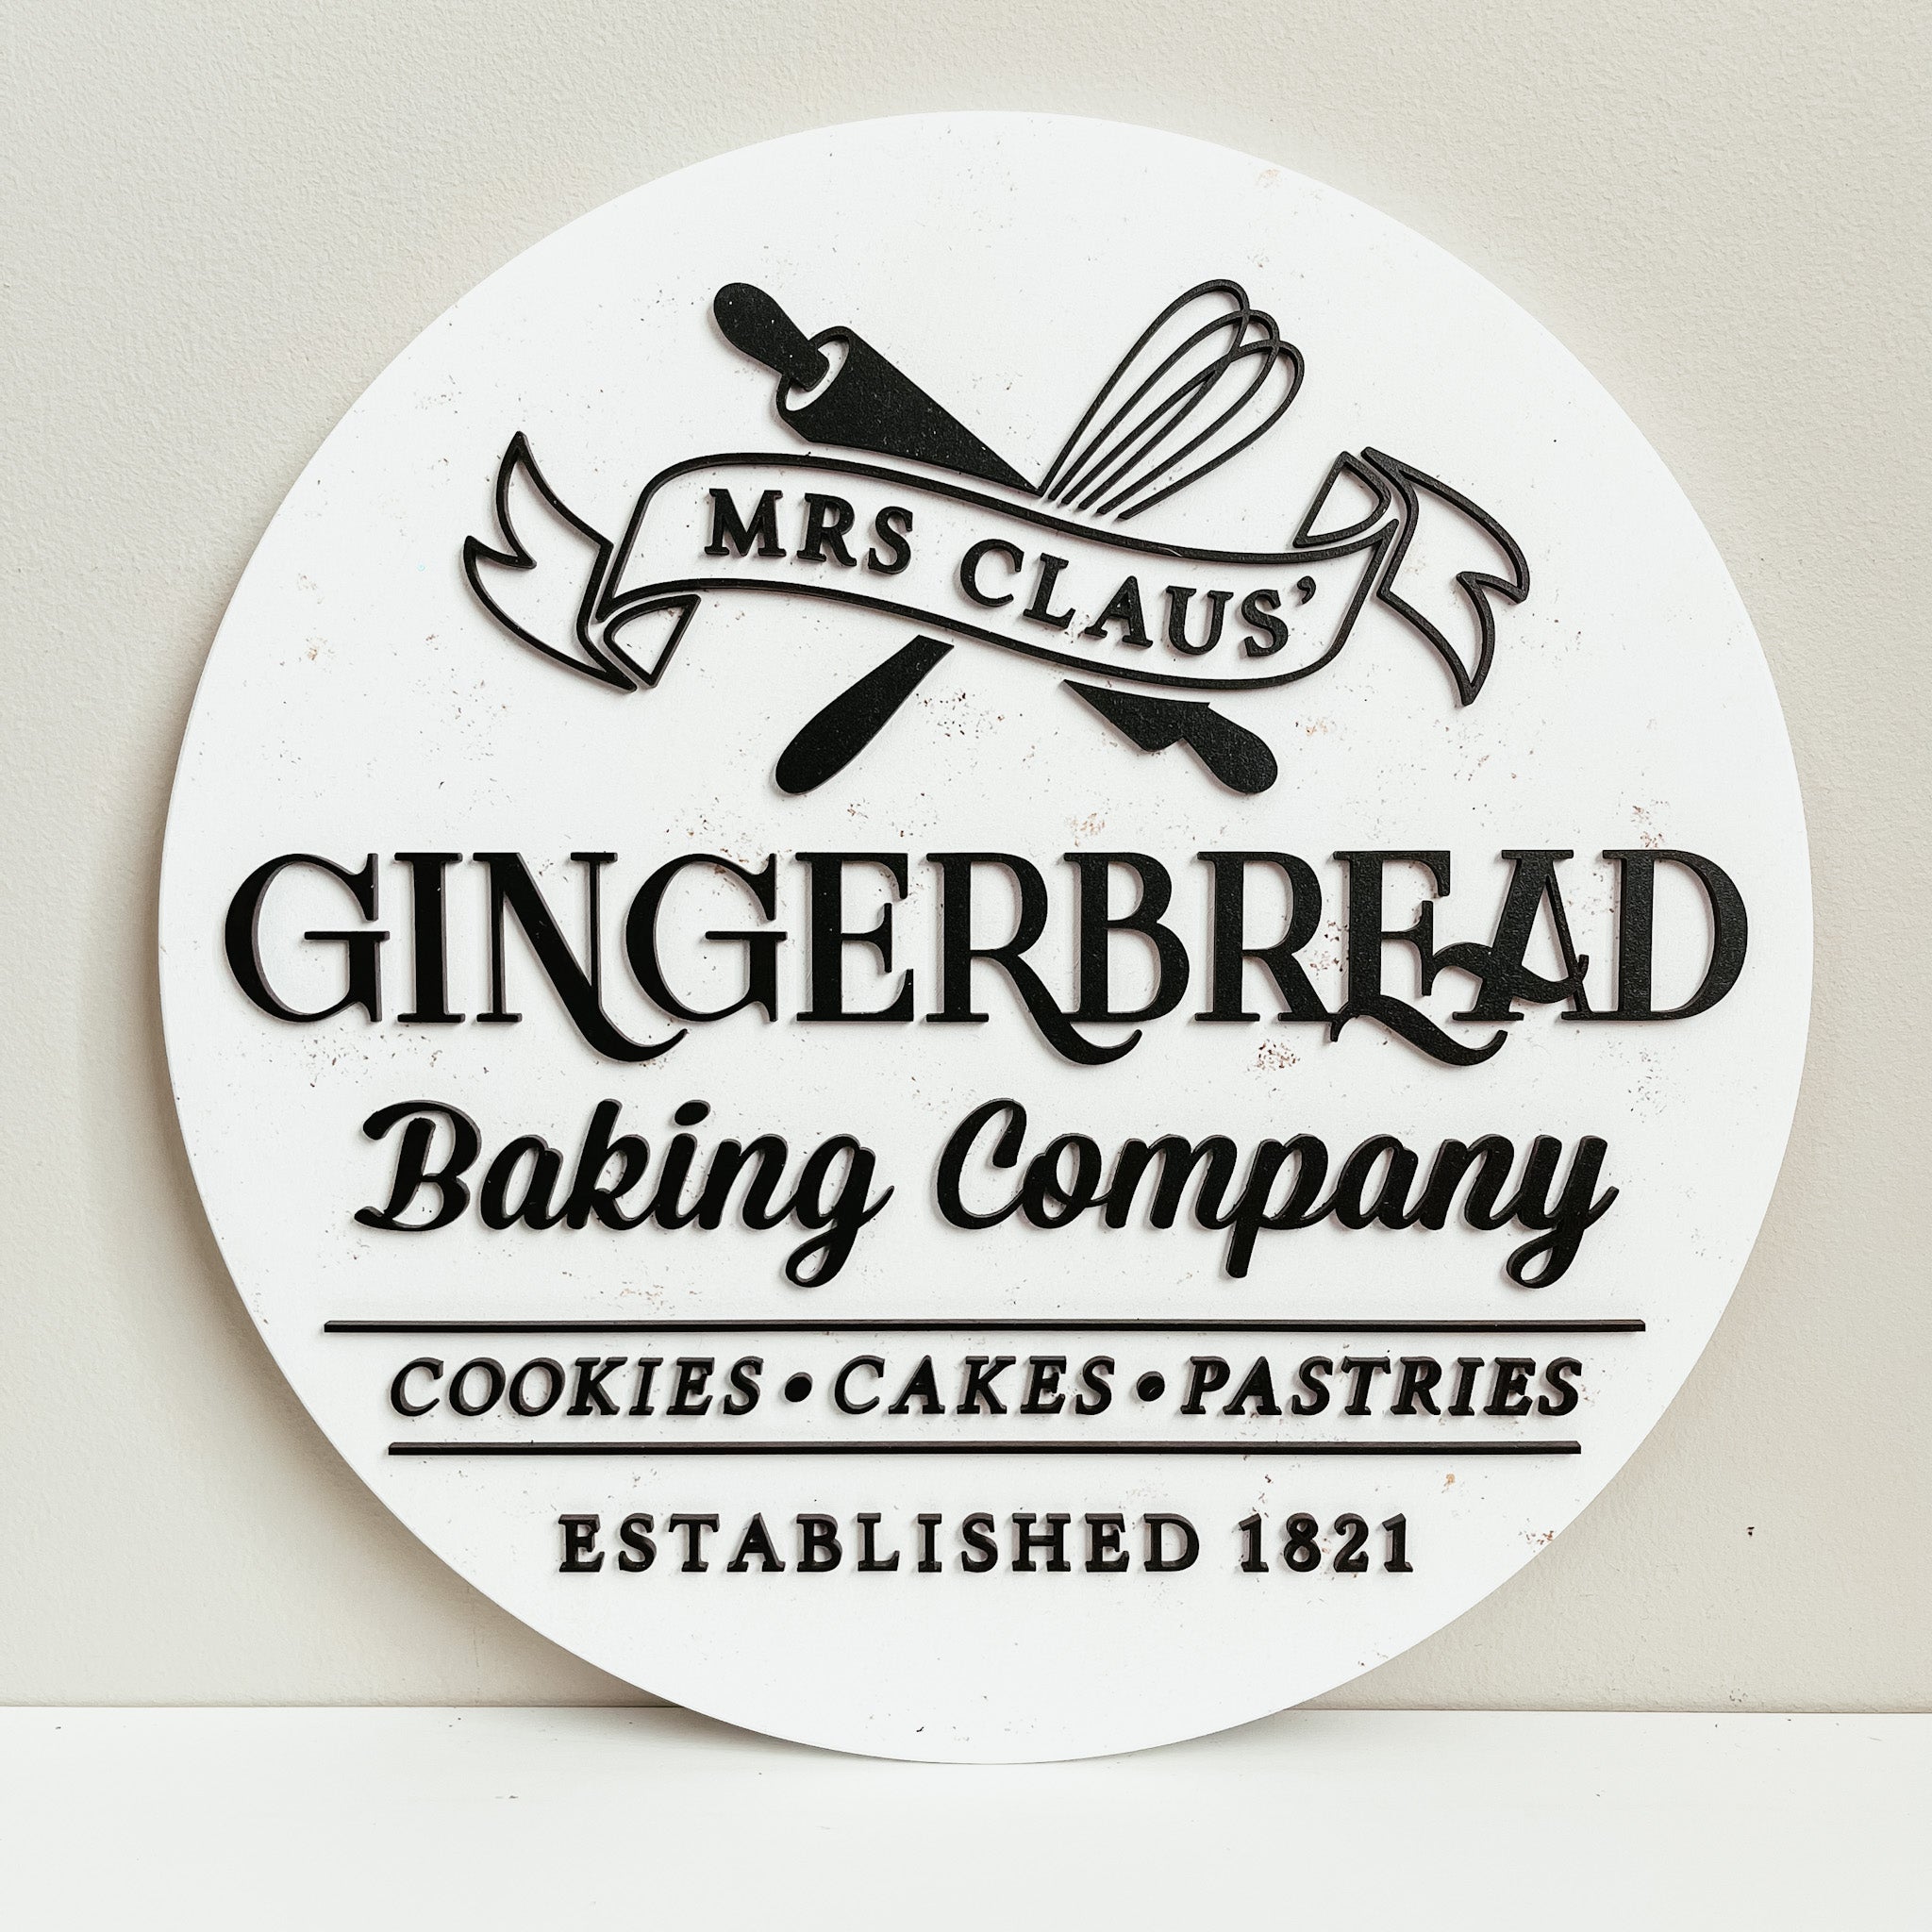 MRS CLAUS’
GINGERBREAD
Baking Company
COOKIES • CAKES • PASTRIES
ESTABLISHED 1821